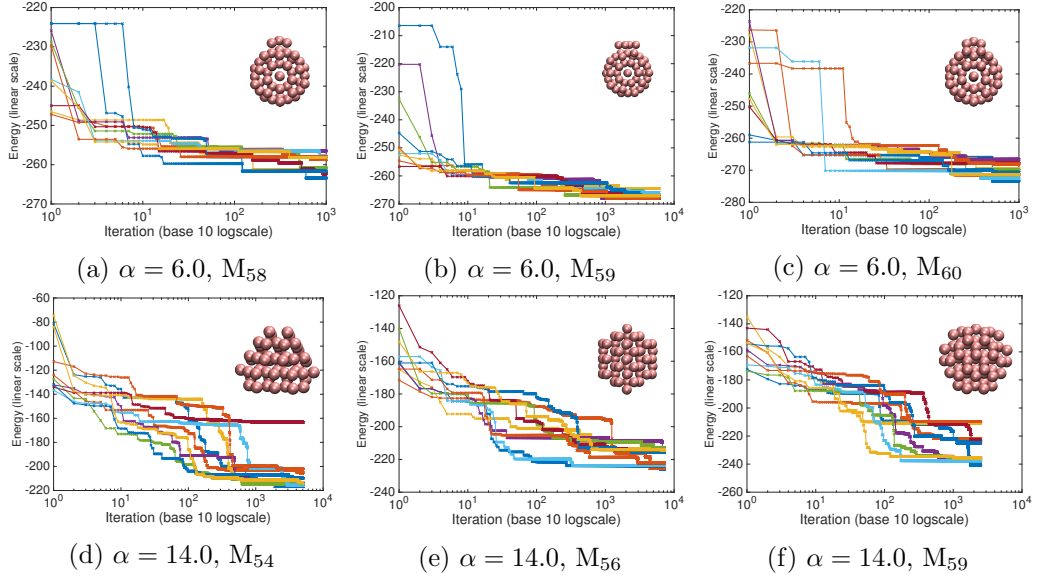 -220
-230
-240
-250
-260
-270
Energy (linear scale)
10^0 10^1 10^2 10^3
Iteration (base 10 logscale)
(a) α = 6.0, M_58
-200
-210
-220
-230
-240
-250
-260
-270
Energy (linear scale)
10^0 10^1 10^2 10^3 10^4
Iteration (base 10 logscale)
(b) α = 6.0, M_59
-220
-230
-240
-250
-260
-270
-280
Energy (linear scale)
10^0 10^1 10^2 10^3
Iteration (base 10 logscale)
(c) α = 6.0, M_60
-60
-80
-100
-120
-140
-160
-180
-200
-220
Energy (linear scale)
10^0 10^1 10^2 10^3 10^4
Iteration (base 10 logscale)
(d) α = 14.0, M_54
-120
-140
-160
-180
-200
-220
-240
Energy (linear scale)
10^0 10^1 10^2 10^3 10^4
Iteration (base 10 logscale)
(e) α = 14.0, M_56
-120
-140
-160
-180
-200
-220
-240
-260
Energy (linear scale)
10^0 10^1 10^2 10^3 10^4
Iteration (base 10 logscale)
(f) α = 14.0, M_59